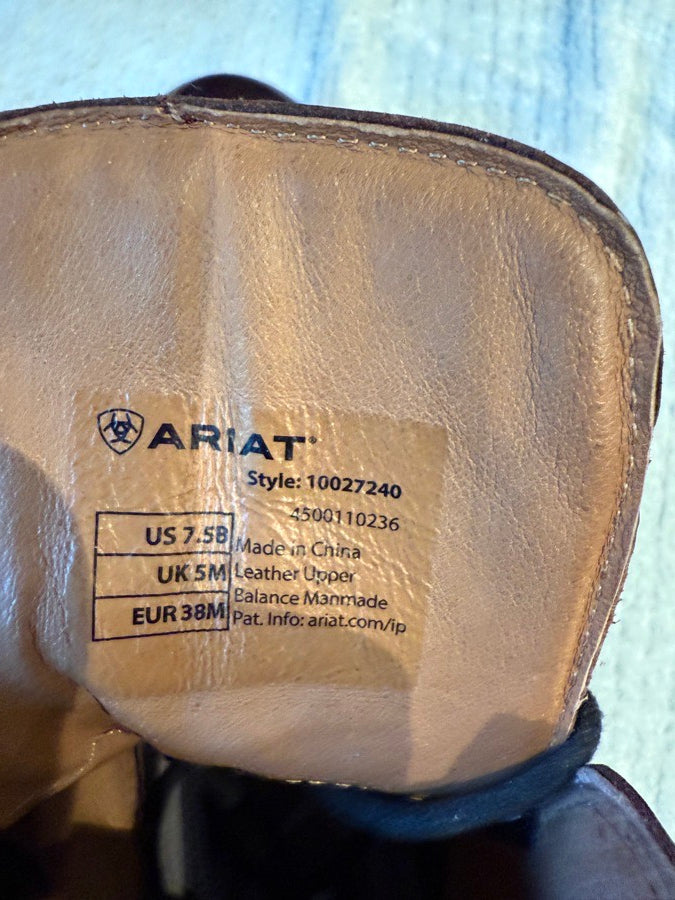 ARIAT®
Style: 10027240
4500110236
US 7.5B
UK 5M
EUR 38M
Made in China
Leather Upper
Balance Manmade
Pat. Info: ariat.com/ip